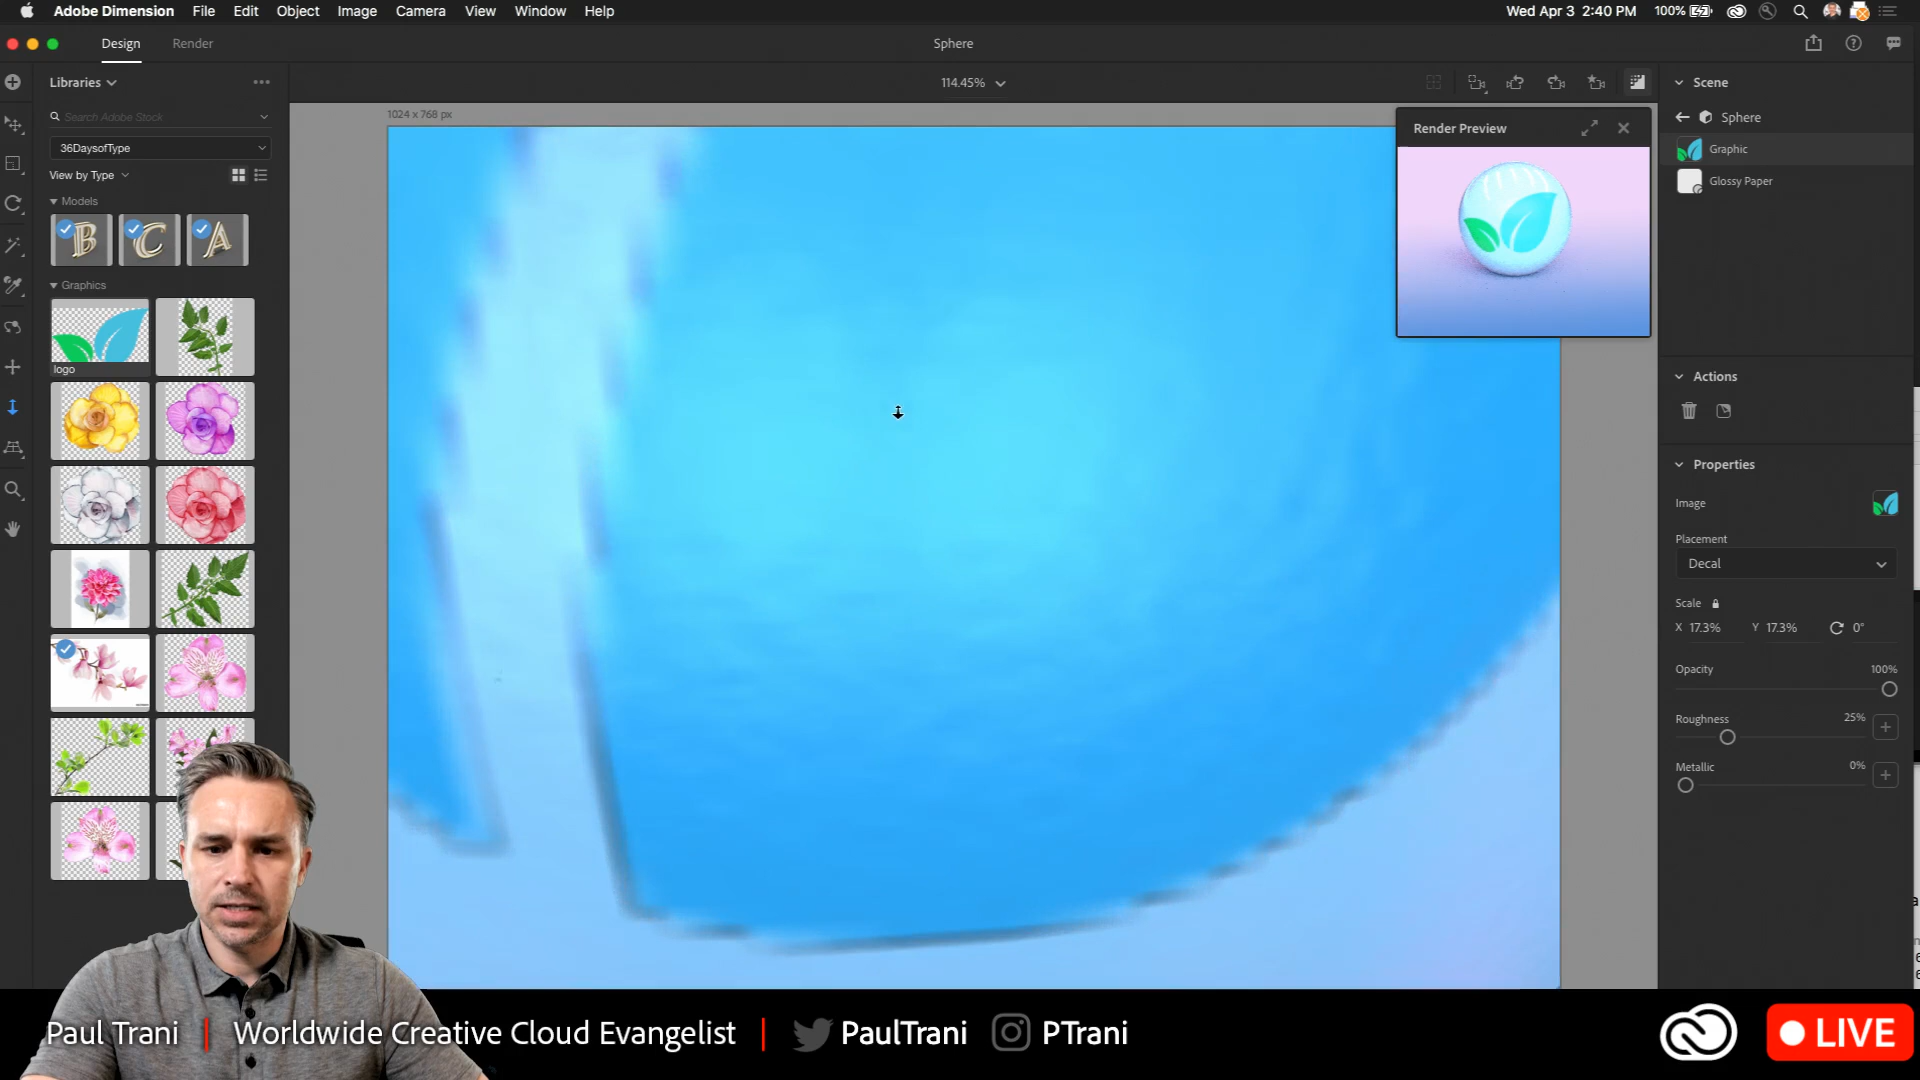 Adobe Dimension File Edit Object Image Camera View Window Help
Wed Apr 3 2:40 PM 100%
Design Render
Sphere
Libraries
114.45%
Search Adobe Stock
36DaysofType
View by Type
Models
B C A
Graphics
logo
1024 x 768 px
Render Preview
Scene
Sphere
Graphic
Glossy Paper
Actions
Properties
Image
Placement
Decal
Scale
X 17.3% Y 17.3% 0°
Opacity 100%
Roughness 25%
Metallic 0%
Paul Trani | Worldwide Creative Cloud Evangelist | PaulTrani PTrani
LIVE